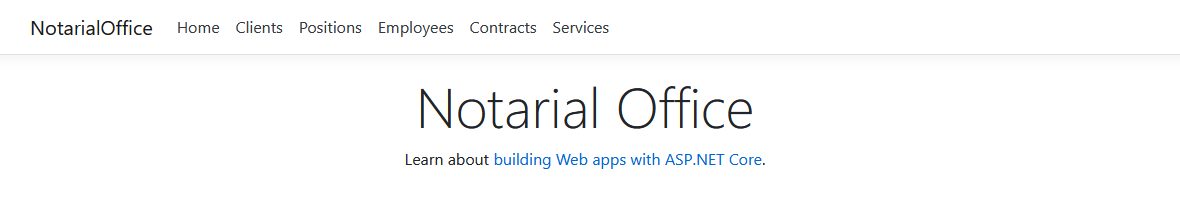 NotarialOffice Home Clients Positions Employees Contracts Services
Notarial Office
Learn about building Web apps with ASP.NET Core.